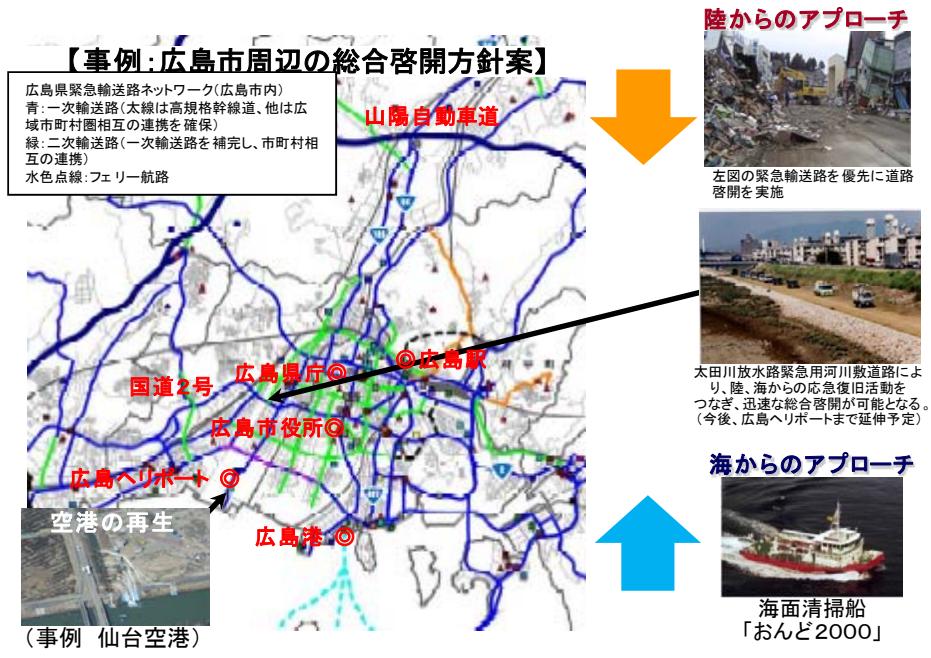 【事例：広島市周辺の総合啓開方針案】
広島県緊急輸送路ネットワーク（広島市内）
青：一次輸送路（太線は高規格幹線道、他は広
域市町村圏相互の連携を確保）
緑：二次輸送路（一次輸送路を補完し、市町村相
互の連携）
水色点線：フェリー航路
山陽自動車道
国道２号
広島県庁◎
◎広島駅
広島市役所◎
広島ヘリポート ◎
広島港 ◎
空港の再生
（事例 仙台空港）
陸からのアプローチ
左図の緊急輸送路を優先に道路
啓開を実施
太田川放水路緊急用河川敷道路によ
り、陸、海からの応急復旧活動を
つなぎ、迅速な総合啓開が可能となる。
（今後、広島ヘリポートまで延伸予定）
海からのアプローチ
海面清掃船
「おんど２０００」